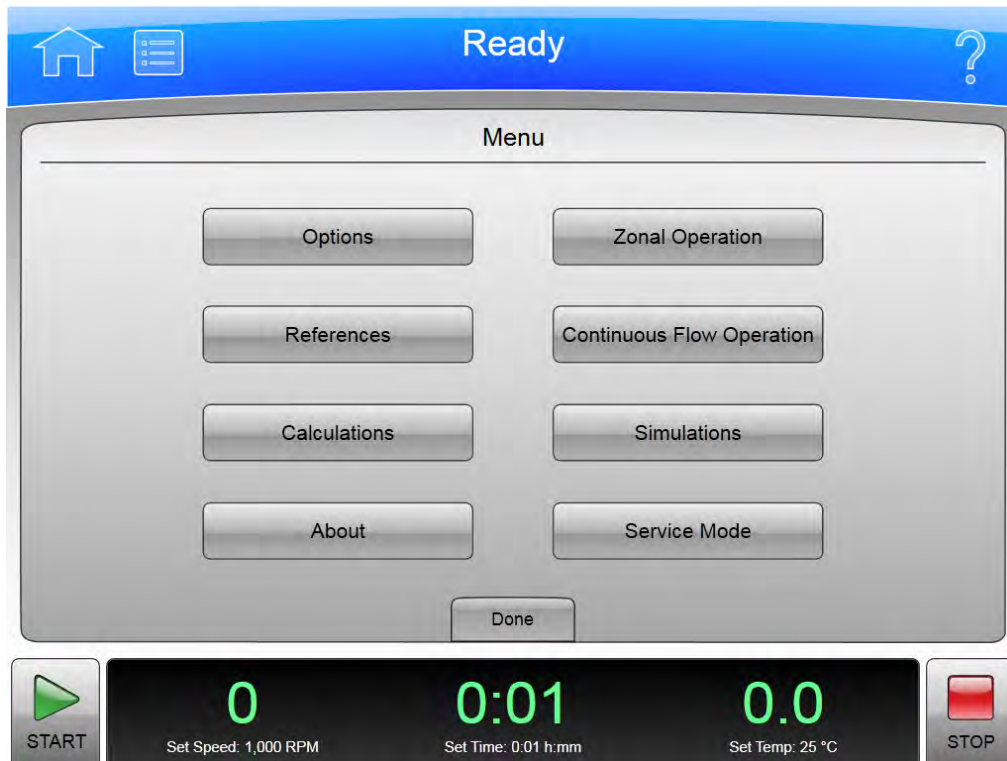 Ready
?
Menu
Options
Zonal Operation
References
Continuous Flow Operation
Calculations
Simulations
About
Service Mode
Done
START
0
0:01
0.0
Set Speed: 1,000 RPM
Set Time: 0:01 h:mm
Set Temp: 25 °C
STOP